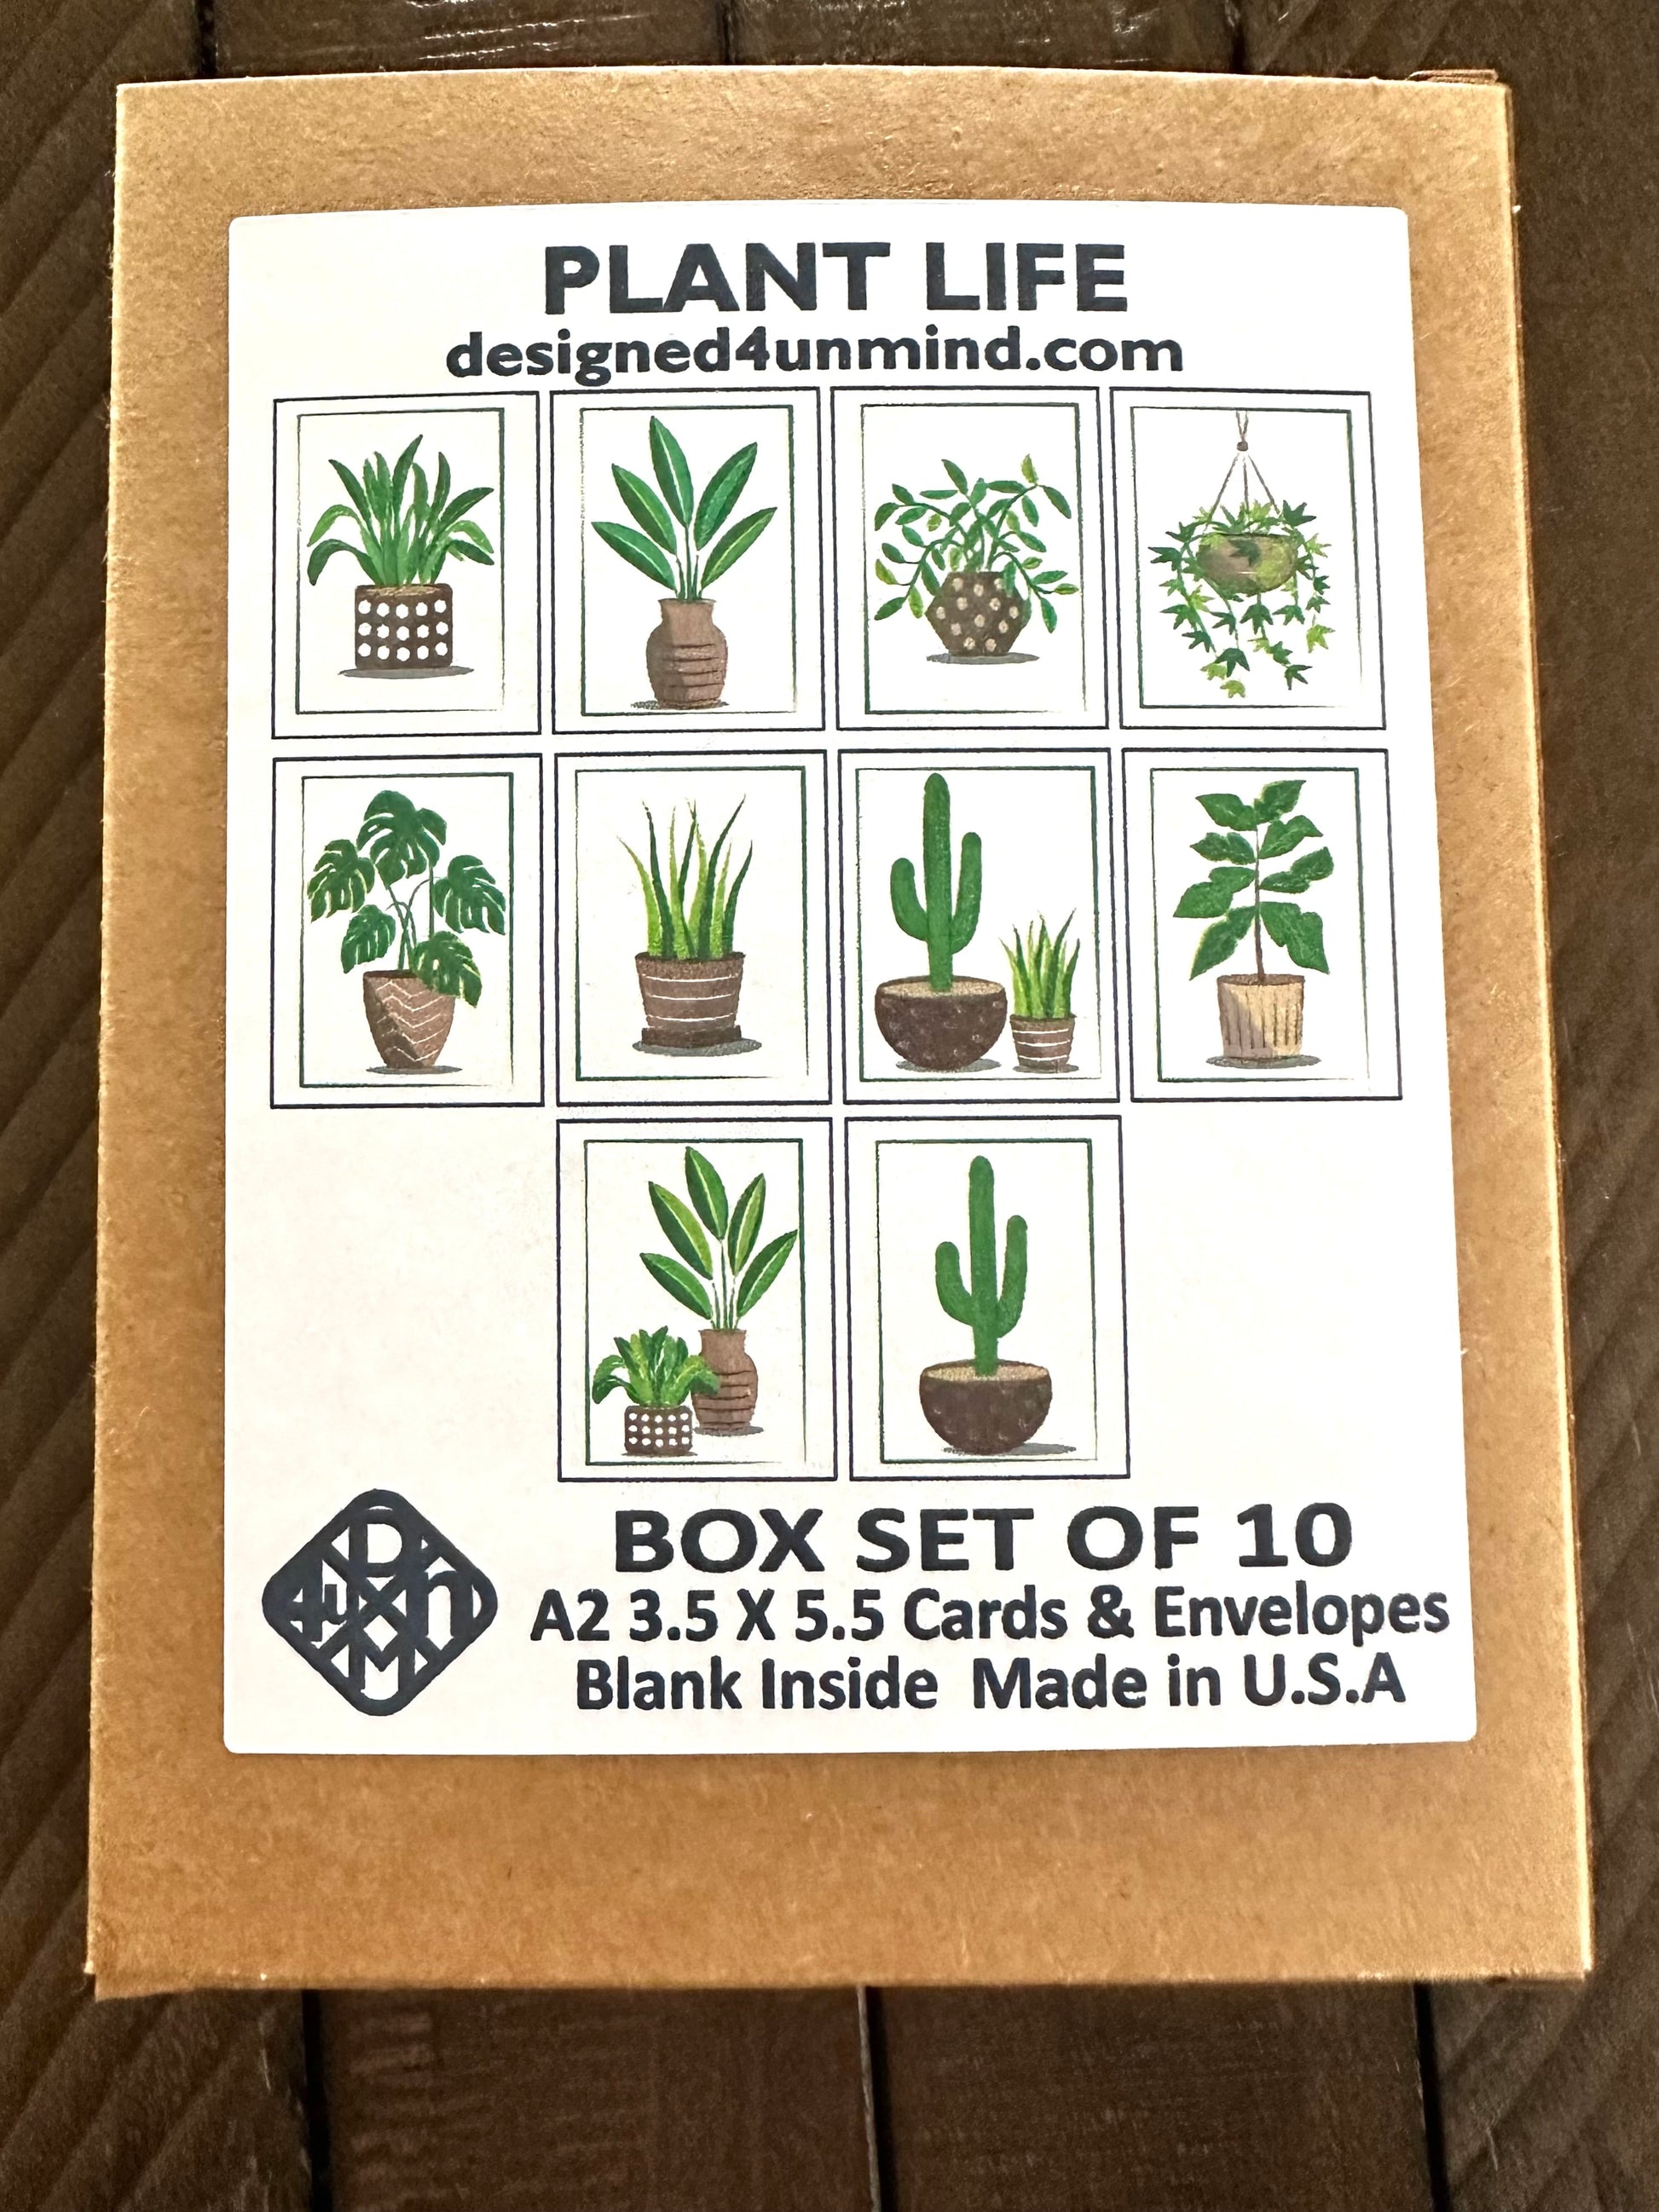 PLANT LIFE
designed4unmind.com
BOX SET OF 10
A2 3.5 X 5.5 Cards & Envelopes
Blank Inside Made in U.S.A
D
4u n
M